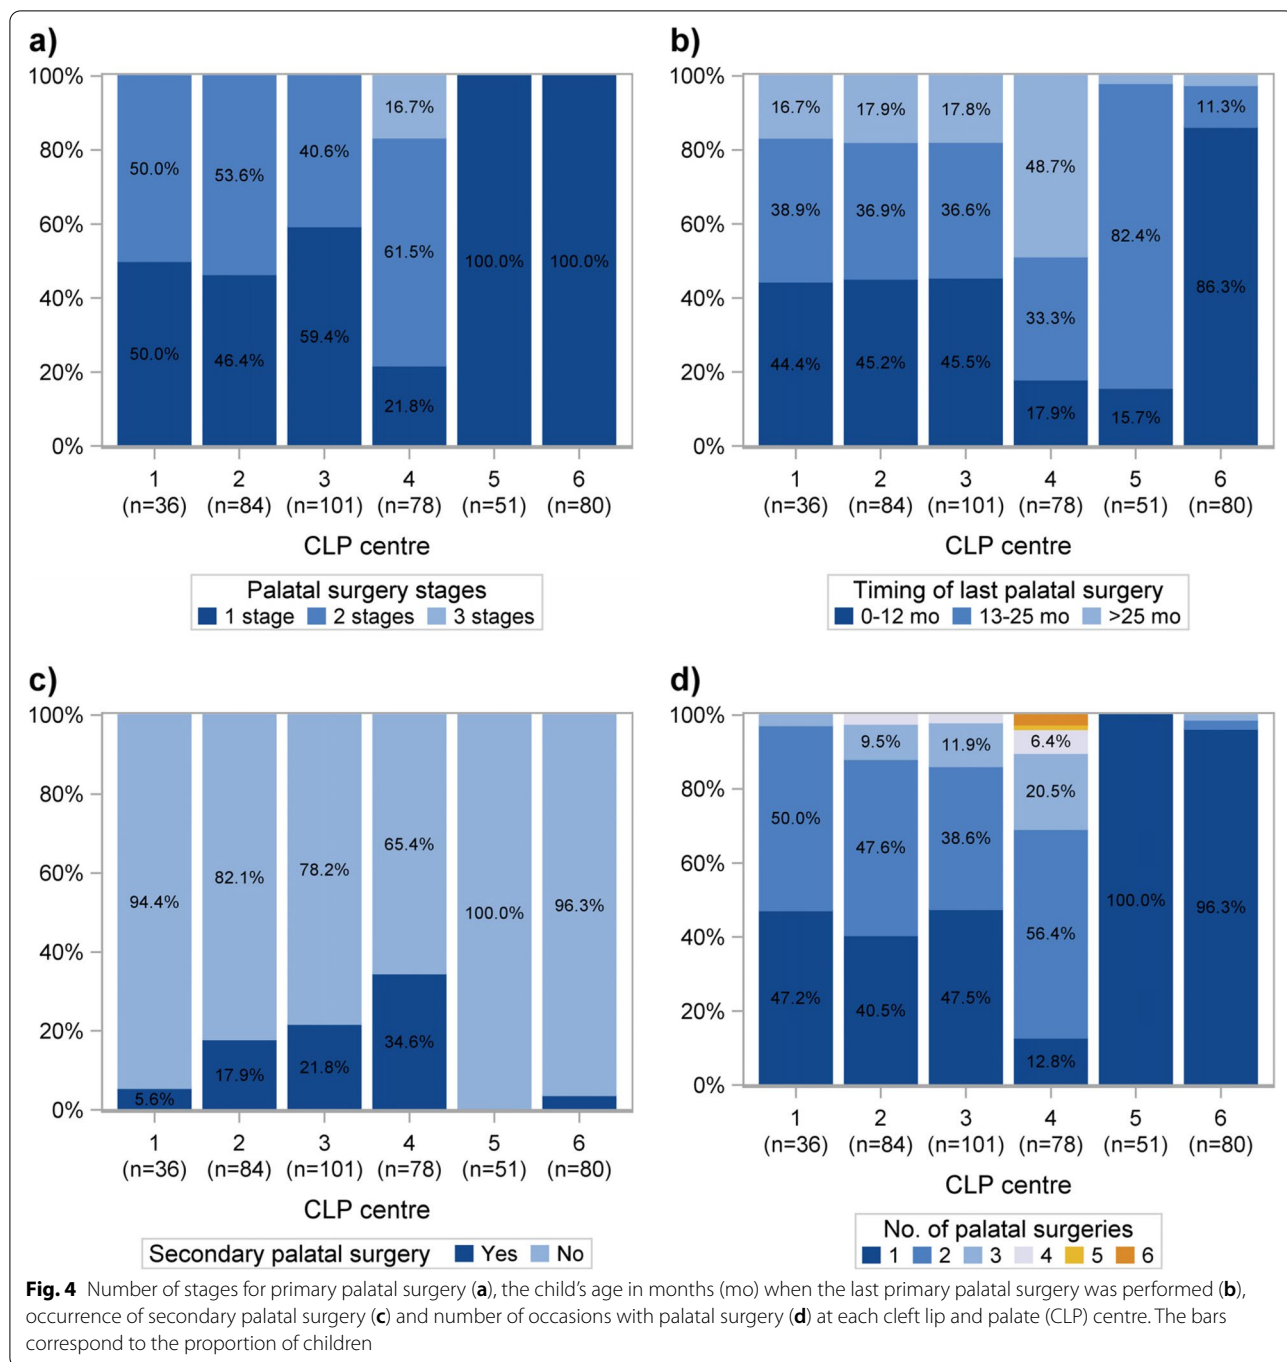 a)
100%
80%
60%
40%
20%
0%
50.0%
50.0%
53.6%
46.4%
40.6%
59.4%
16.7%
61.5%
21.8%
100.0%
100.0%
1 2 3 4 5 6
(n=36) (n=84) (n=101) (n=78) (n=51) (n=80)
CLP centre
Palatal surgery stages
1 stage 2 stages 3 stages
b)
100%
80%
60%
40%
20%
0%
16.7%
38.9%
44.4%
17.9%
36.9%
45.2%
17.8%
36.6%
45.5%
48.7%
33.3%
17.9%
82.4%
15.7%
11.3%
86.3%
1 2 3 4 5 6
(n=36) (n=84) (n=101) (n=78) (n=51) (n=80)
CLP centre
Timing of last palatal surgery
0-12 mo 13-25 mo >25 mo
c)
100%
80%
60%
40%
20%
0%
94.4%
5.6%
82.1%
17.9%
78.2%
21.8%
65.4%
34.6%
100.0%
96.3%
1 2 3 4 5 6
(n=36) (n=84) (n=101) (n=78) (n=51) (n=80)
CLP centre
Secondary palatal surgery Yes No
d)
100%
80%
60%
40%
20%
0%
50.0%
47.2%
9.5%
47.6%
40.5%
11.9%
38.6%
47.5%
6.4%
20.5%
56.4%
12.8%
100.0%
96.3%
1 2 3 4 5 6
(n=36) (n=84) (n=101) (n=78) (n=51) (n=80)
CLP centre
No. of palatal surgeries
1 2 3 4 5 6
Fig. 4 Number of stages for primary palatal surgery (a), the child's age in months (mo) when the last primary palatal surgery was performed (b),
occurrence of secondary palatal surgery (c) and number of occasions with palatal surgery (d) at each cleft lip and palate (CLP) centre. The bars
correspond to the proportion of children